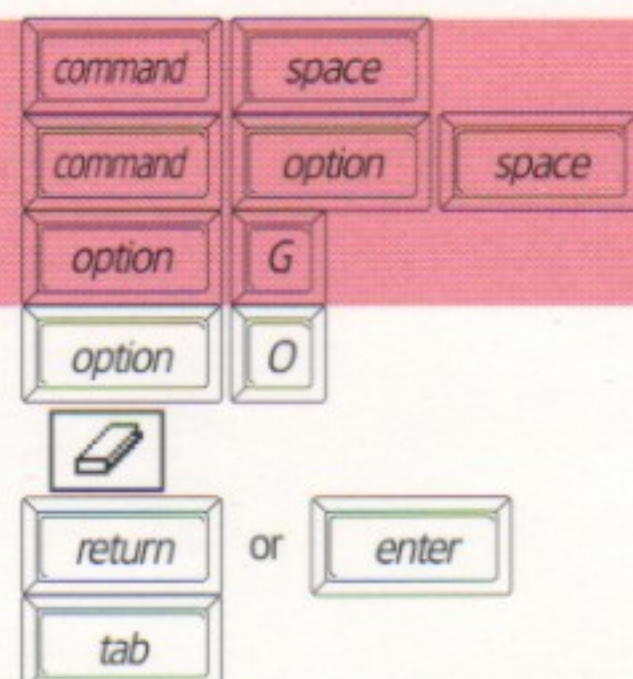 command space
command option space
option G
option O
return or enter
tab